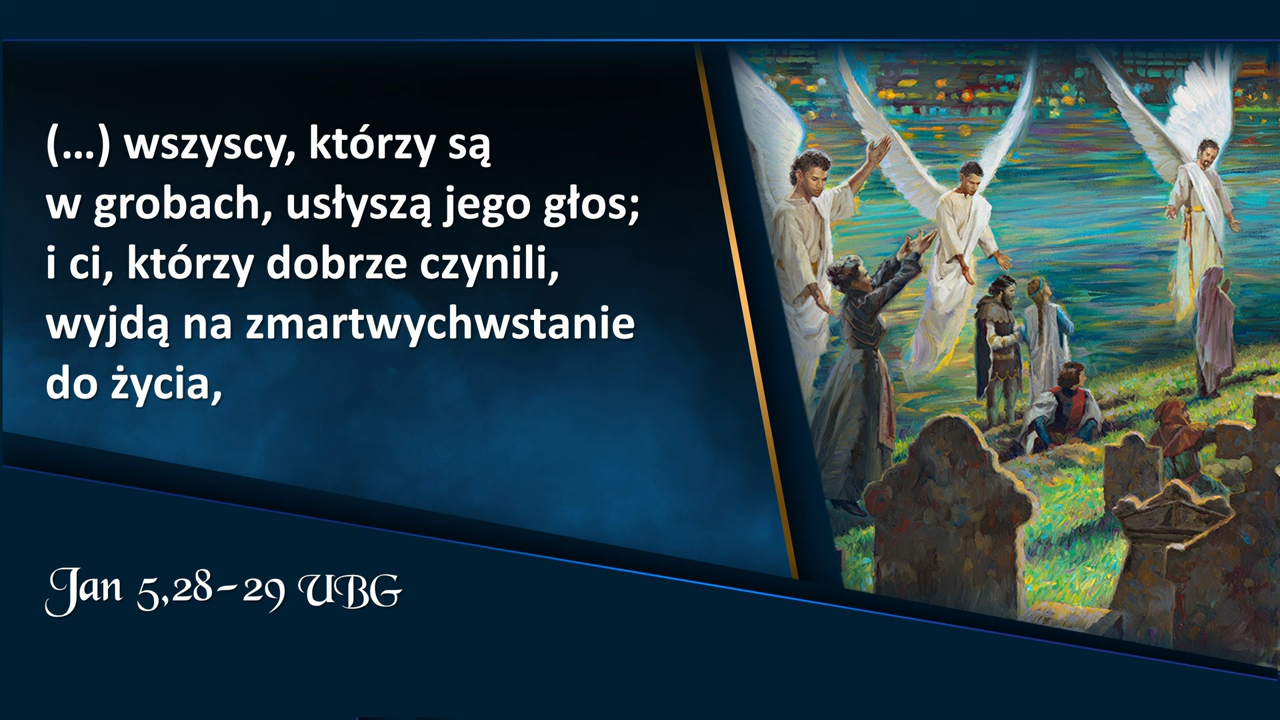 (...) wszyscy, którzy są
w grobach, usłyszą jego głos;
i ci, którzy dobrze czynili,
wyjdą na zmartwychwstanie
do życia,
Jan 5,28-29 UBG